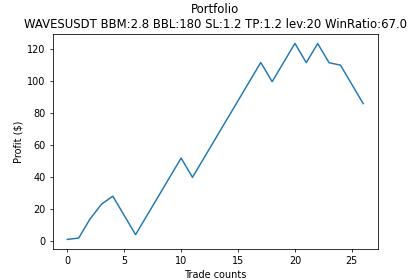 Portfolio
WAVESUSDT BBM:2.8 BBL:180 SL:1.2 TP:1.2 lev:20 WinRatio:67.0
Profit ($)
120
100
80
60
40
20
0
0 5 10 15 20 25
Trade counts